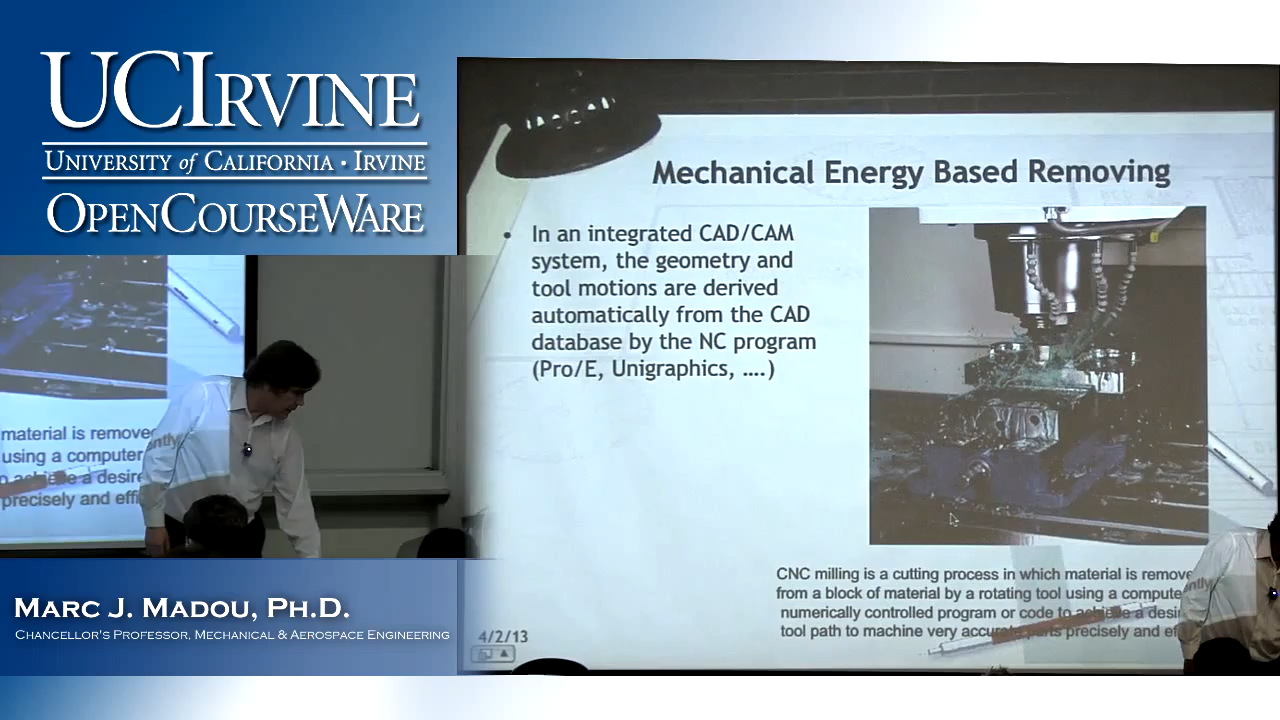 UCIRVINE
UNIVERSITY of CALIFORNIA · IRVINE
OPENCOURSEWARE
material is remove
ntly
using a computer
a desire
precisely and effi
MARC J. MADOU, PH.D.
CHANCELLOR'S PROFESSOR, MECHANICAL & AEROSPACE ENGINEERING
Mechanical Energy Based Removing
• In an integrated CAD/CAM
system, the geometry and
tool motions are derived
automatically from the CAD
database by the NC program
(Pro/E, Unigraphics, ....)
CNC milling is a cutting process in which material is remove
from a block of material by a rotating tool using a compute
numerically controlled program or code to achieve a desi
tool path to machine very accurate parts precisely and ef
ntly
4/2/13